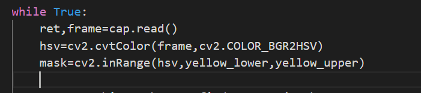 while True:
    ret,frame=cap.read()
    hsv=cv2.cvtColor(frame,cv2.COLOR_BGR2HSV)
    mask=cv2.inRange(hsv,yellow_lower,yellow_upper)